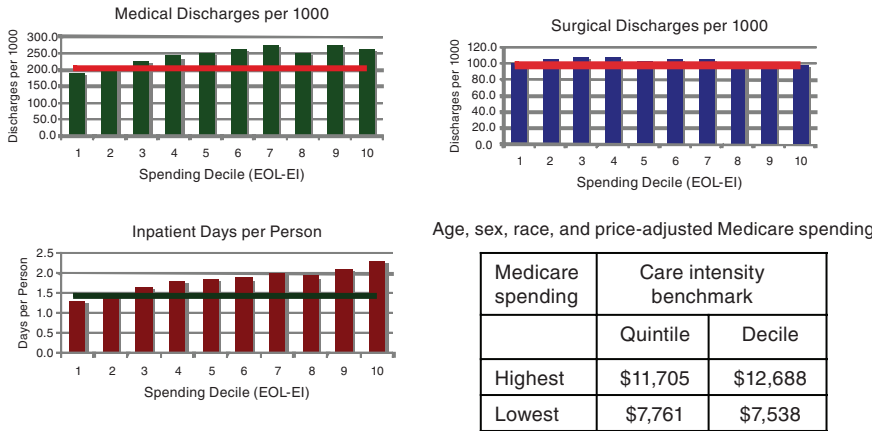 Medical Discharges per 1000
Discharges per 1000
300.0
250.0
200.0
150.0
100.0
50.0
0.0
1 2 3 4 5 6 7 8 9 10
Spending Decile (EOL-EI)
Surgical Discharges per 1000
Discharges per 1000
120.0
100.0
80.0
60.0
40.0
20.0
0.0
1 2 3 4 5 6 7 8 9 10
Spending Decile (EOL-EI)
Inpatient Days per Person
Days per Person
2.5
2.0
1.5
1.0
0.5
0.0
1 2 3 4 5 6 7 8 9 10
Spending Decile (EOL-EI)
Age, sex, race, and price-adjusted Medicare spending
Medicare spending
Care intensity benchmark
Quintile Decile
Highest $11,705 $12,688
Lowest $7,761 $7,538